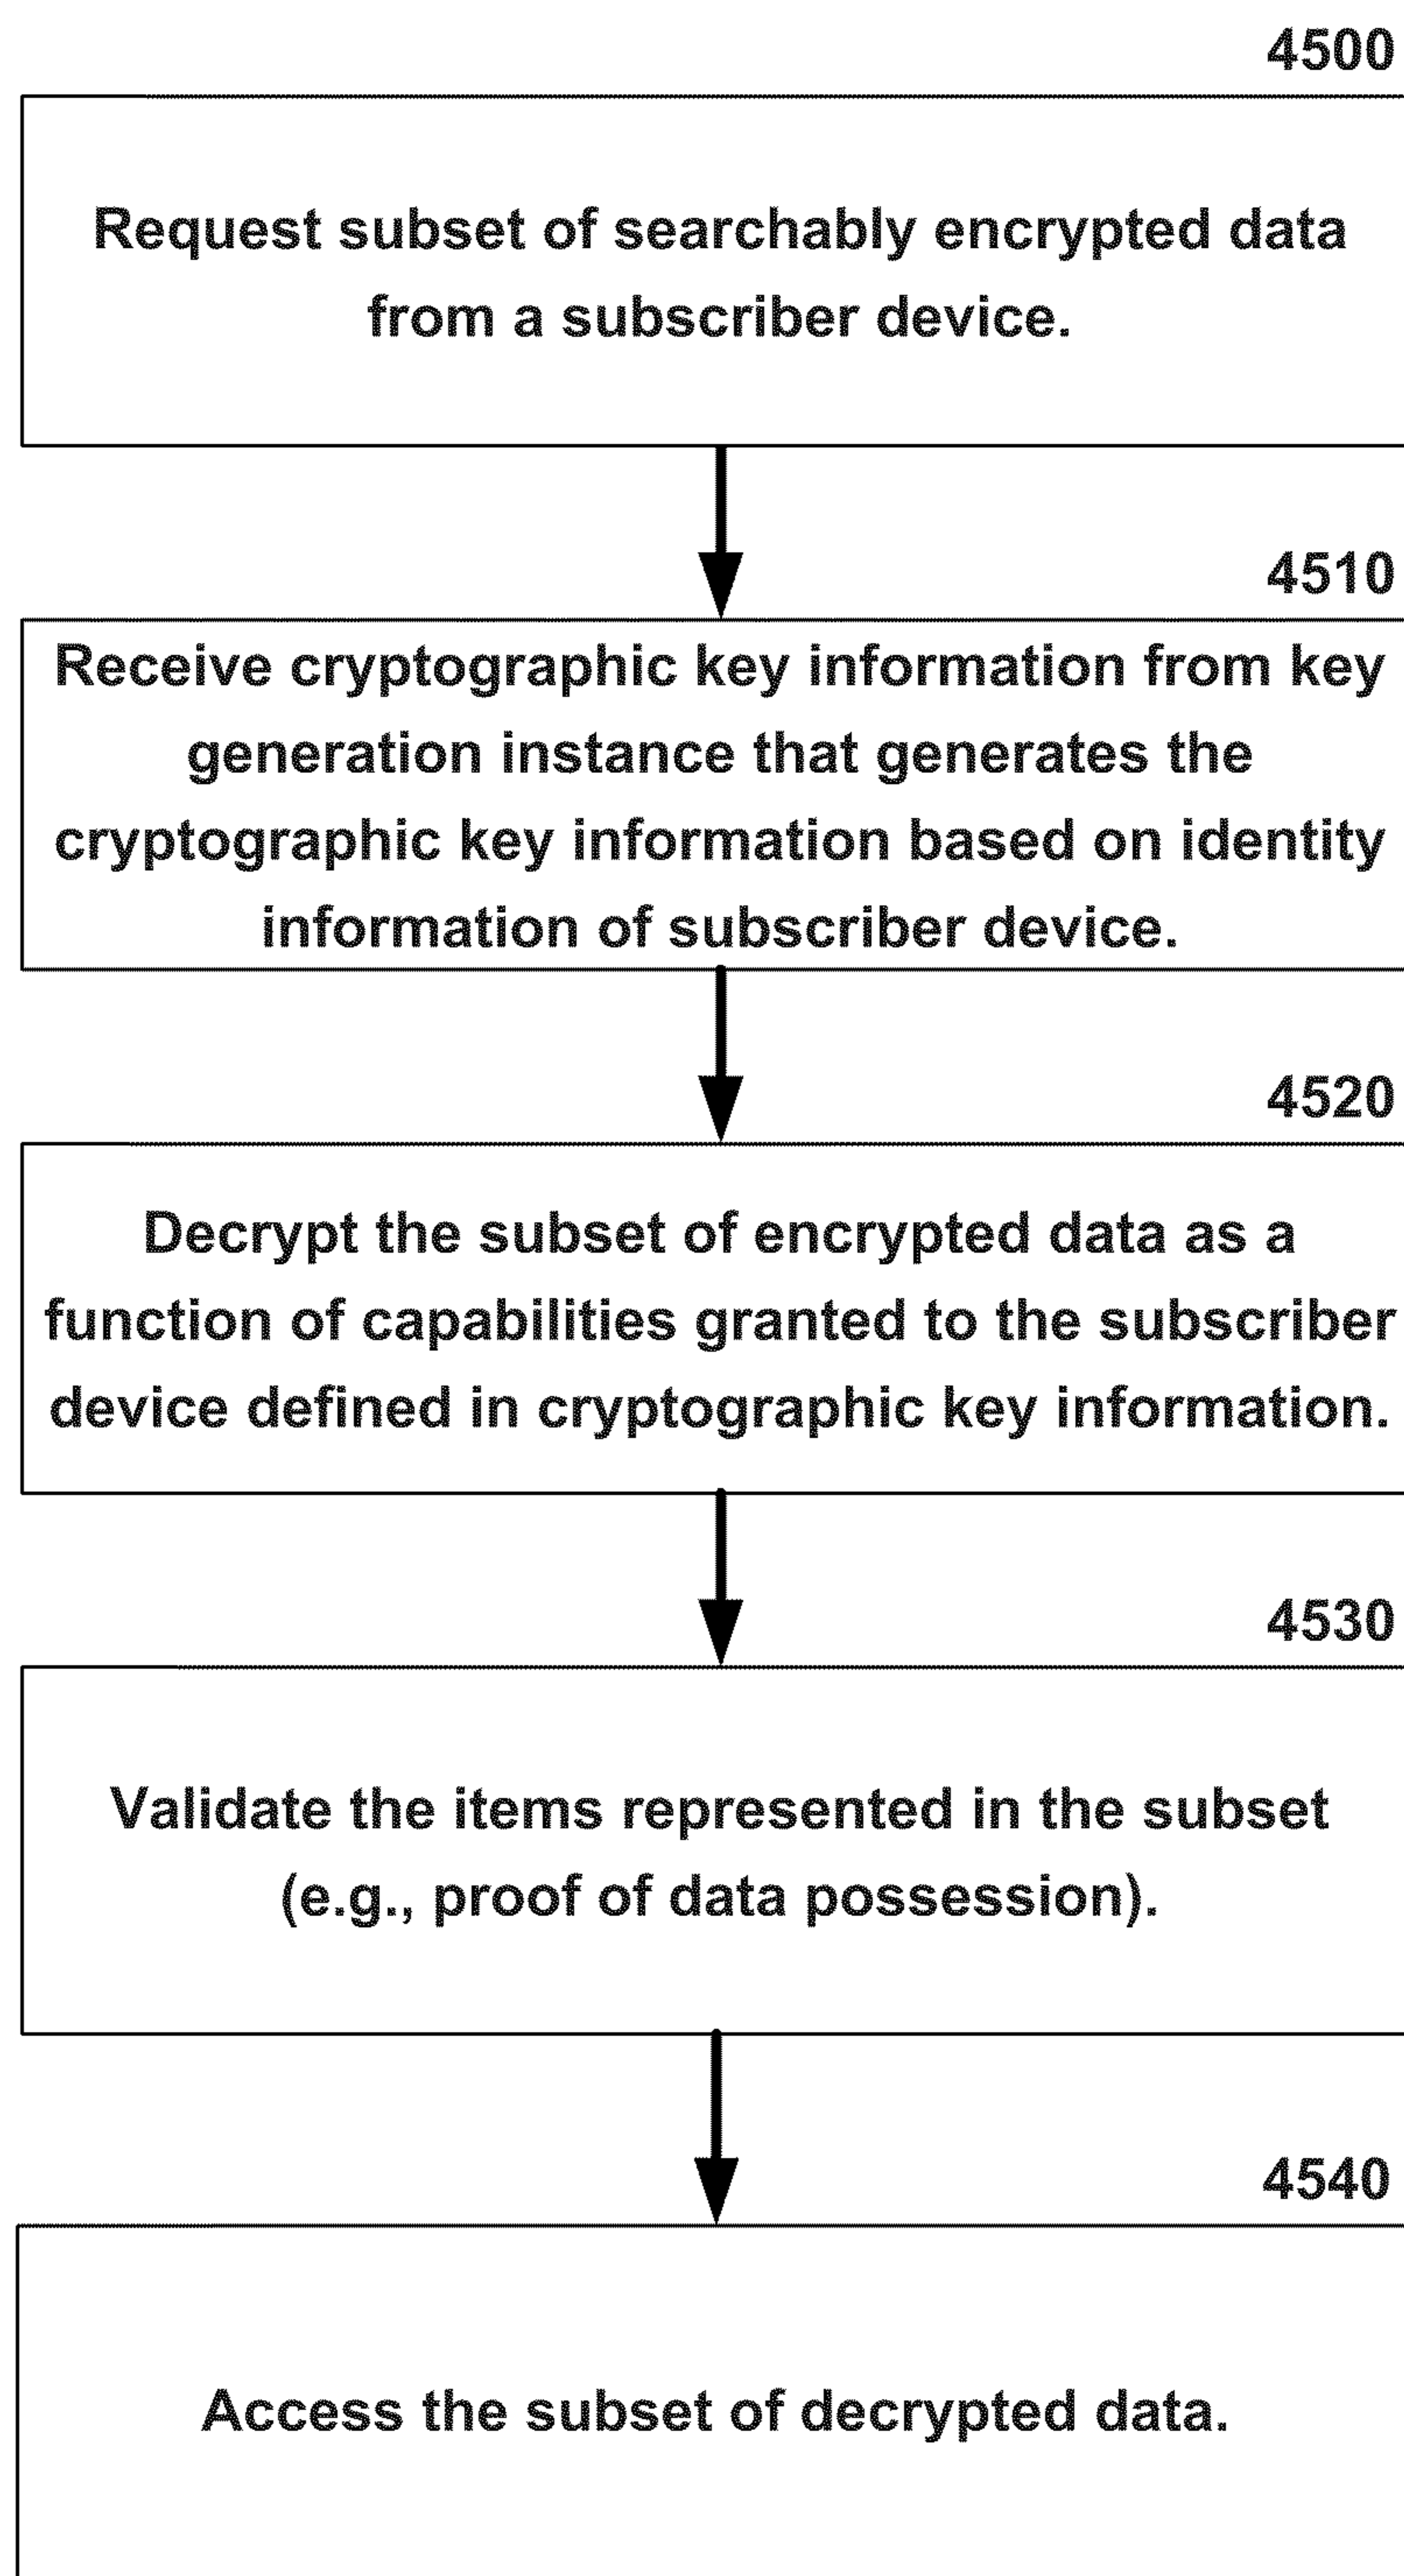 4500
Request subset of searchably encrypted data
from a subscriber device.
4510
Receive cryptographic key information from key
generation instance that generates the
cryptographic key information based on identity
information of subscriber device.
4520
Decrypt the subset of encrypted data as a
function of capabilities granted to the subscriber
device defined in cryptographic key information.
4530
Validate the items represented in the subset
(e.g., proof of data possession).
4540
Access the subset of decrypted data.